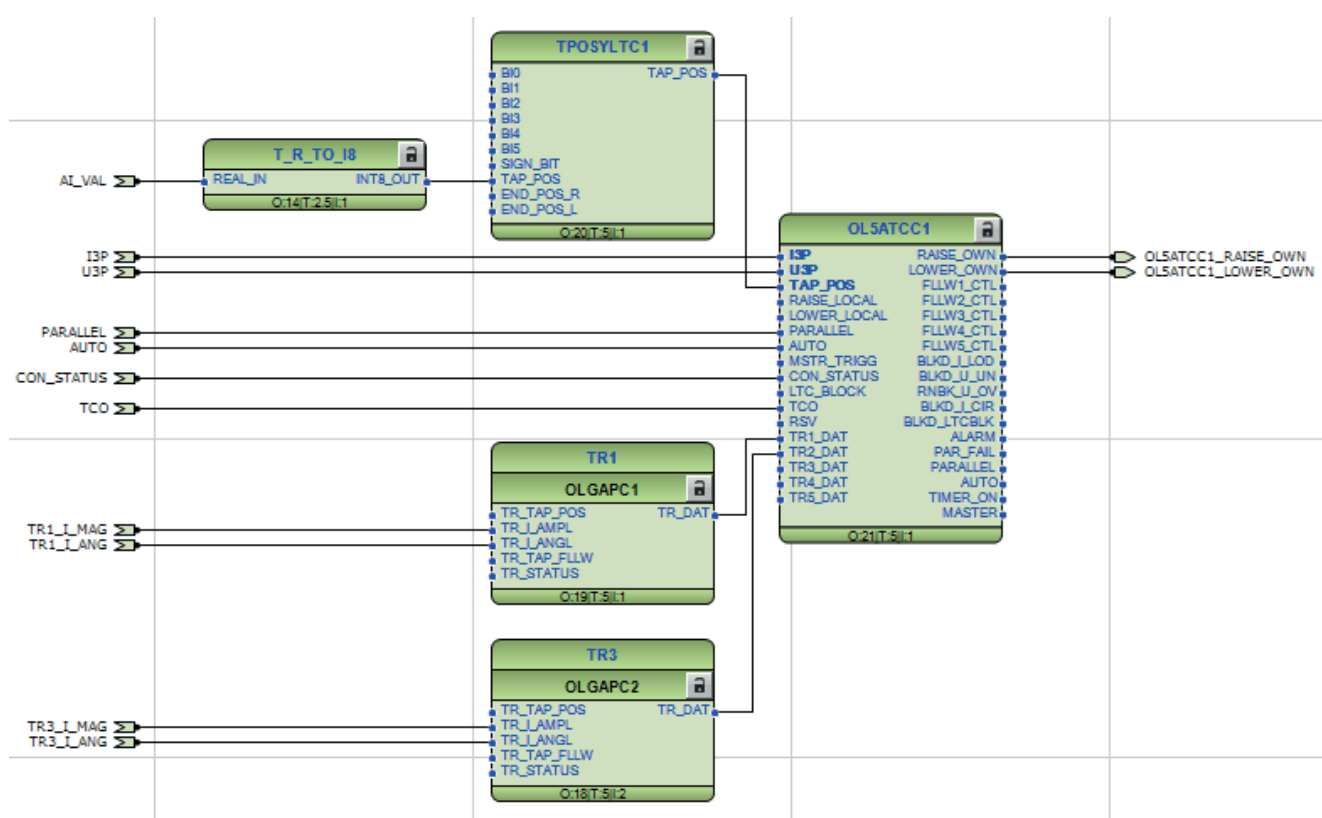 TPOSYLTC1
BI0 TAP_POS
BI1
BI2
BI3
BI4
BI5
SIGN_BIT
TAP_POS
END_POS_R
END_POS_L
O:20|T:5|I:1
T_R_TO_I8
AI_VAL REAL_IN INT8_OUT
O:14|T:2.5|I:1
OL5ATCC1
I3P I3P RAISE_OWN OL5ATCC1_RAISE_OWN
U3P U3P LOWER_OWN OL5ATCC1_LOWER_OWN
TAP_POS FLLW1_CTL
RAISE_LOCAL FLLW2_CTL
LOWER_LOCAL FLLW3_CTL
PARALLEL PARALLEL FLLW4_CTL
AUTO AUTO FLLW5_CTL
MSTR_TRIGG BLKD_I_LOD
CON_STATUS CON_STATUS BLKD_U_UN
LTC_BLOCK RNBK_U_OV
TCO TCO BLKD_I_CIR
RSV BLKD_LTCBLK
TR1_DAT ALARM
TR2_DAT PAR_FAIL
TR3_DAT PARALLEL
TR4_DAT AUTO
TR5_DAT TIMER_ON
MASTER
O:21|T:5|I:1
TR1
OLGAPC1
TR_TAP_POS TR_DAT
TR1_I_MAG TR_I_AMPL
TR1_I_ANG TR_I_ANGL
TR_TAP_FLLW
TR_STATUS
O:19|T:5|I:1
TR3
OLGAPC2
TR_TAP_POS TR_DAT
TR3_I_MAG TR_I_AMPL
TR3_I_ANG TR_I_ANGL
TR_TAP_FLLW
TR_STATUS
O:18|T:5|I:2